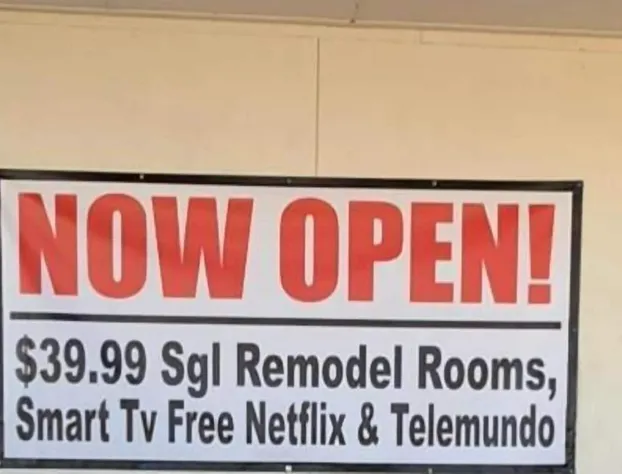 NOW OPEN!
$39.99 Sgl Remodel Rooms,
Smart Tv Free Netflix & Telemundo